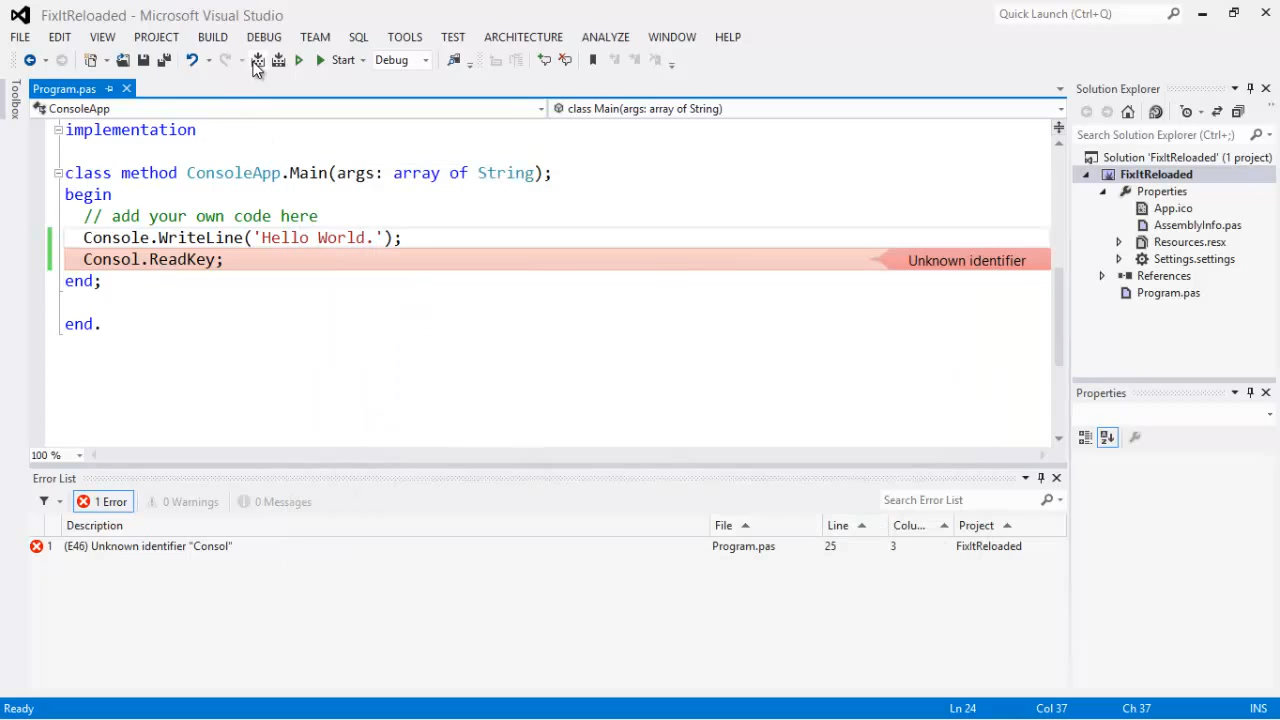 FixItReloaded - Microsoft Visual Studio
Quick Launch (Ctrl+Q)
FILE EDIT VIEW PROJECT BUILD DEBUG TEAM SQL TOOLS TEST ARCHITECTURE ANALYZE WINDOW HELP
Start Debug
Toolbox
Program.pas
ConsoleApp
class Main(args: array of String)
implementation
class method ConsoleApp.Main(args: array of String);
begin
// add your own code here
Console.WriteLine('Hello World.');
Consol.ReadKey;
Unknown identifier
end;
end.
100 %
Solution Explorer
Search Solution Explorer (Ctrl+;)
Solution 'FixItReloaded' (1 project)
FixItReloaded
Properties
App.ico
AssemblyInfo.pas
Resources.resx
Settings.settings
References
Program.pas
Properties
Error List
1 Error 0 Warnings 0 Messages
Search Error List
Description File Line Colu... Project
1 (E46) Unknown identifier "Consol" Program.pas 25 3 FixItReloaded
Ready Ln 24 Col 37 Ch 37 INS